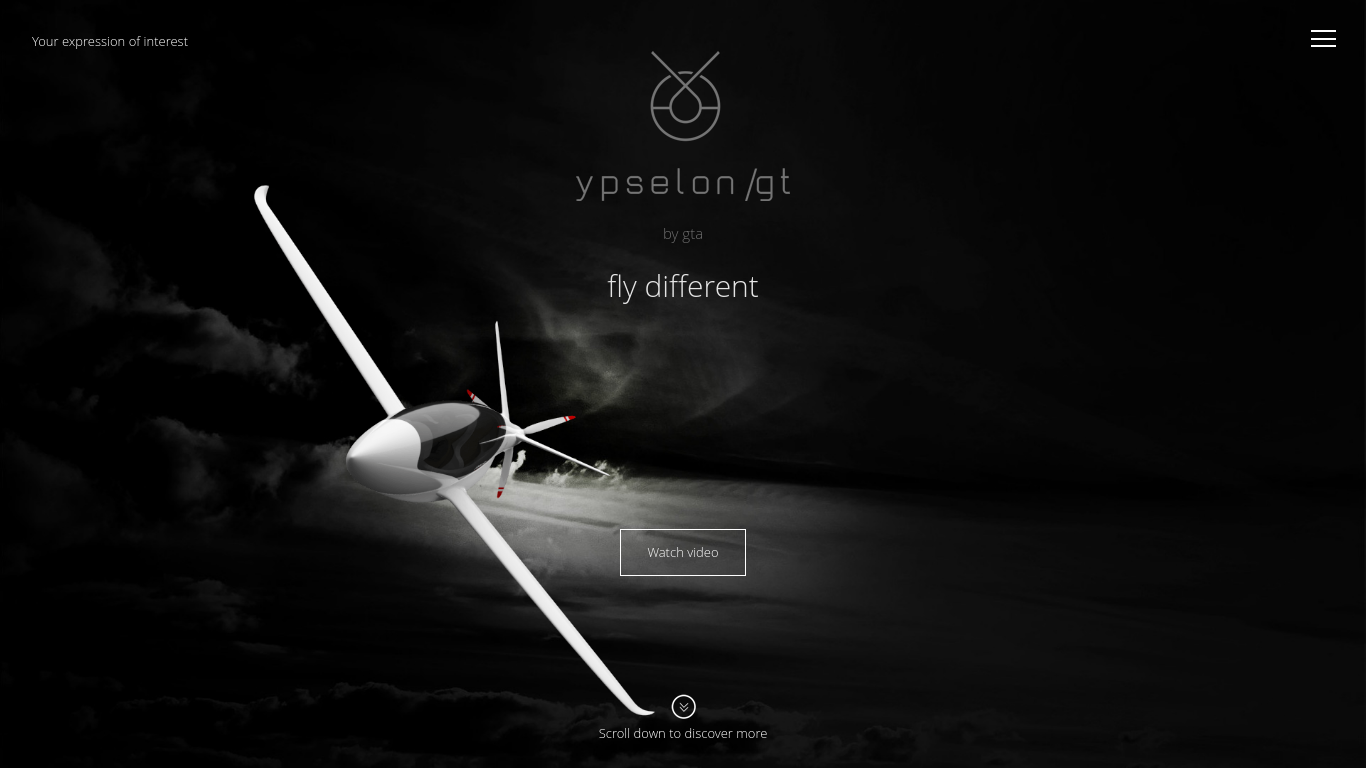 Your expression of interest
ypselon/gt
by gta
fly different
Watch video
Scroll down to discover more